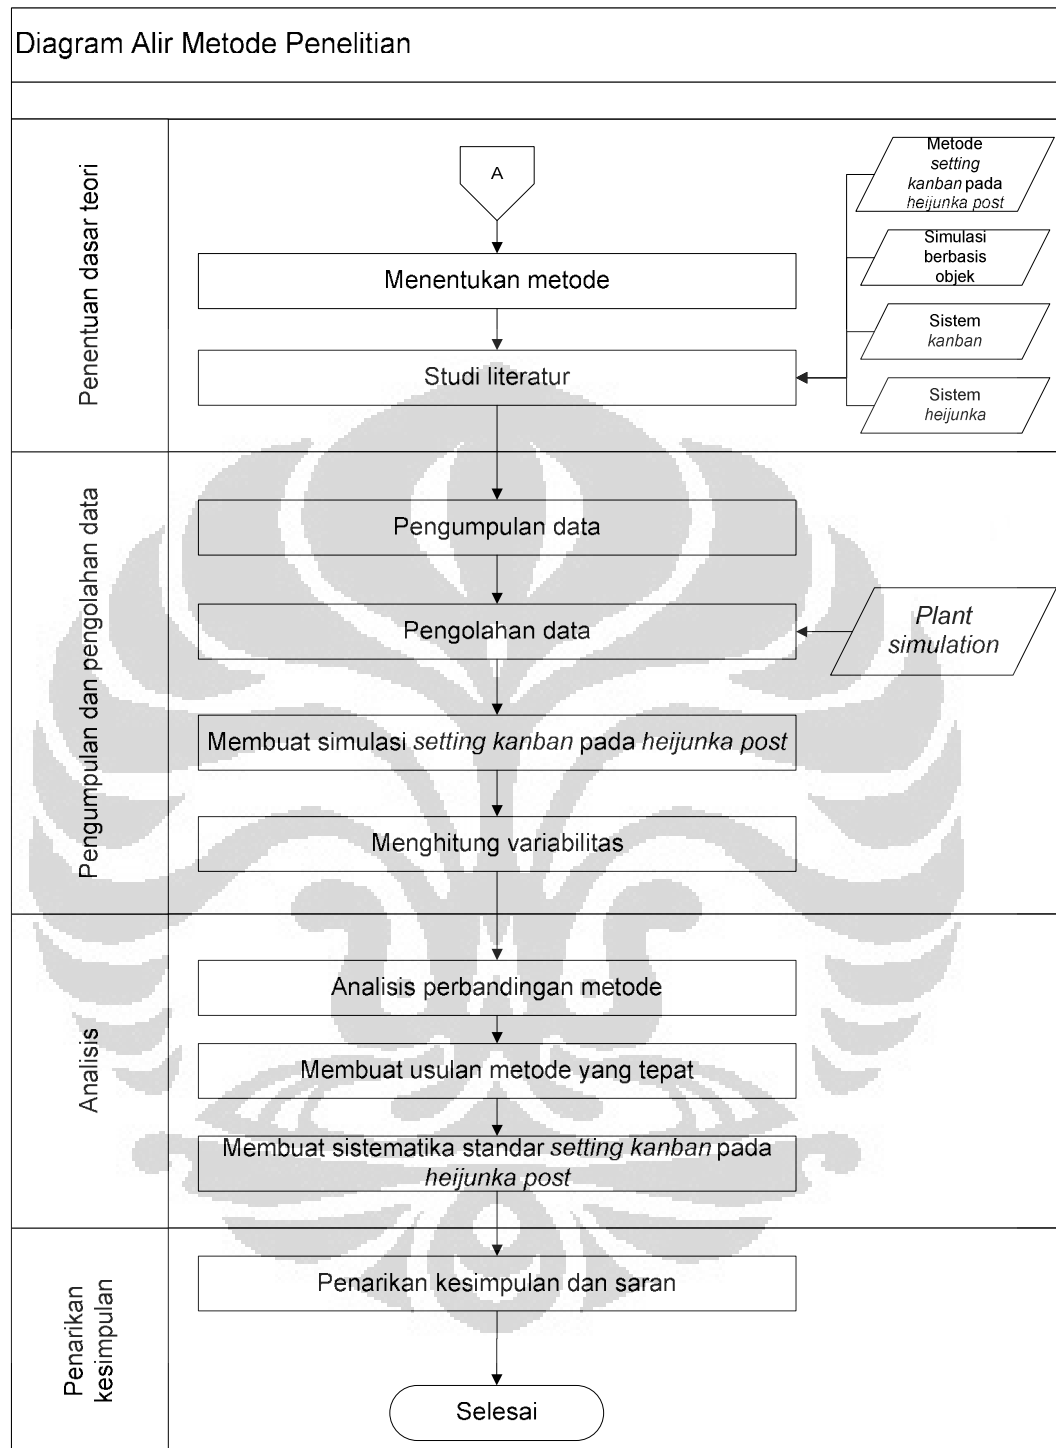 Diagram Alir Metode Penelitian
Penentuan dasar teori
A
Menentukan metode
Studi literatur
Metode
setting
kanban pada
heijunka post
Simulasi
berbasis
objek
Sistem
kanban
Sistem
heijunka
Pengumpulan dan pengolahan data
Pengumpulan data
Pengolahan data
Plant
simulation
Membuat simulasi setting kanban pada heijunka post
Menghitung variabilitas
Analisis
Analisis perbandingan metode
Membuat usulan metode yang tepat
Membuat sistematika standar setting kanban pada
heijunka post
Penarikan
kesimpulan
Penarikan kesimpulan dan saran
Selesai